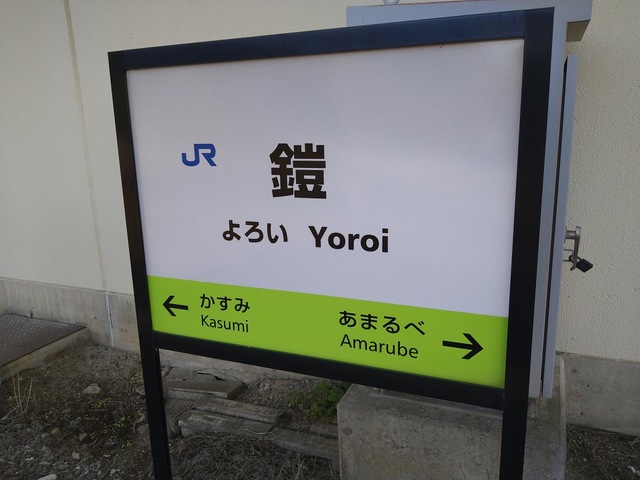 JR
鎧
よろい Yoroi
← かすみ
Kasumi
あまるべ →
Amarube